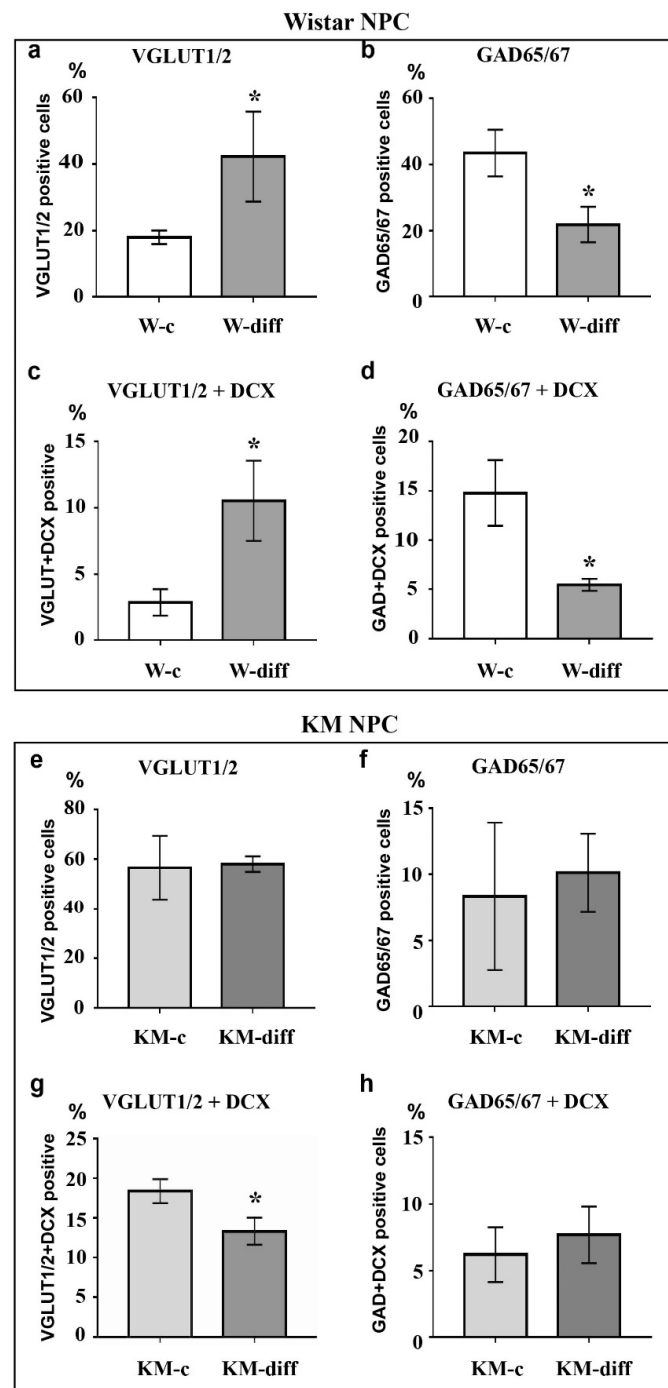 Wistar NPC
a
VGLUT1/2
%
VGLUT1/2 positive cells
60
40
20
0
*
W-c
W-diff
b
GAD65/67
%
GAD65/67 positive cells
60
40
20
0
*
W-c
W-diff
c
VGLUT1/2 + DCX
%
VGLUT+DCX positive
15
10
5
0
*
W-c
W-diff
d
GAD65/67 + DCX
%
GAD+DCX positive cells
20
15
10
5
0
*
W-c
W-diff
KM NPC
e
VGLUT1/2
%
VGLUT1/2 positive cells
80
60
40
20
0
KM-c
KM-diff
f
GAD65/67
%
GAD65/67 positive cells
15
10
5
0
KM-c
KM-diff
g
VGLUT1/2 + DCX
%
VGLUT1/2+DCX positive
25
20
15
10
5
0
*
KM-c
KM-diff
h
GAD65/67 + DCX
%
GAD+DCX positive cells
15
10
5
0
KM-c
KM-diff